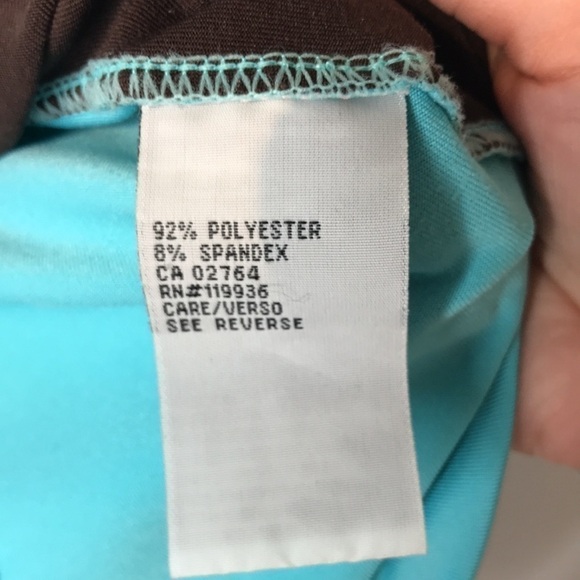 92% POLYESTER
8% SPANDEX
CA 02764
RN#119936
CARE/VERSO
SEE REVERSE